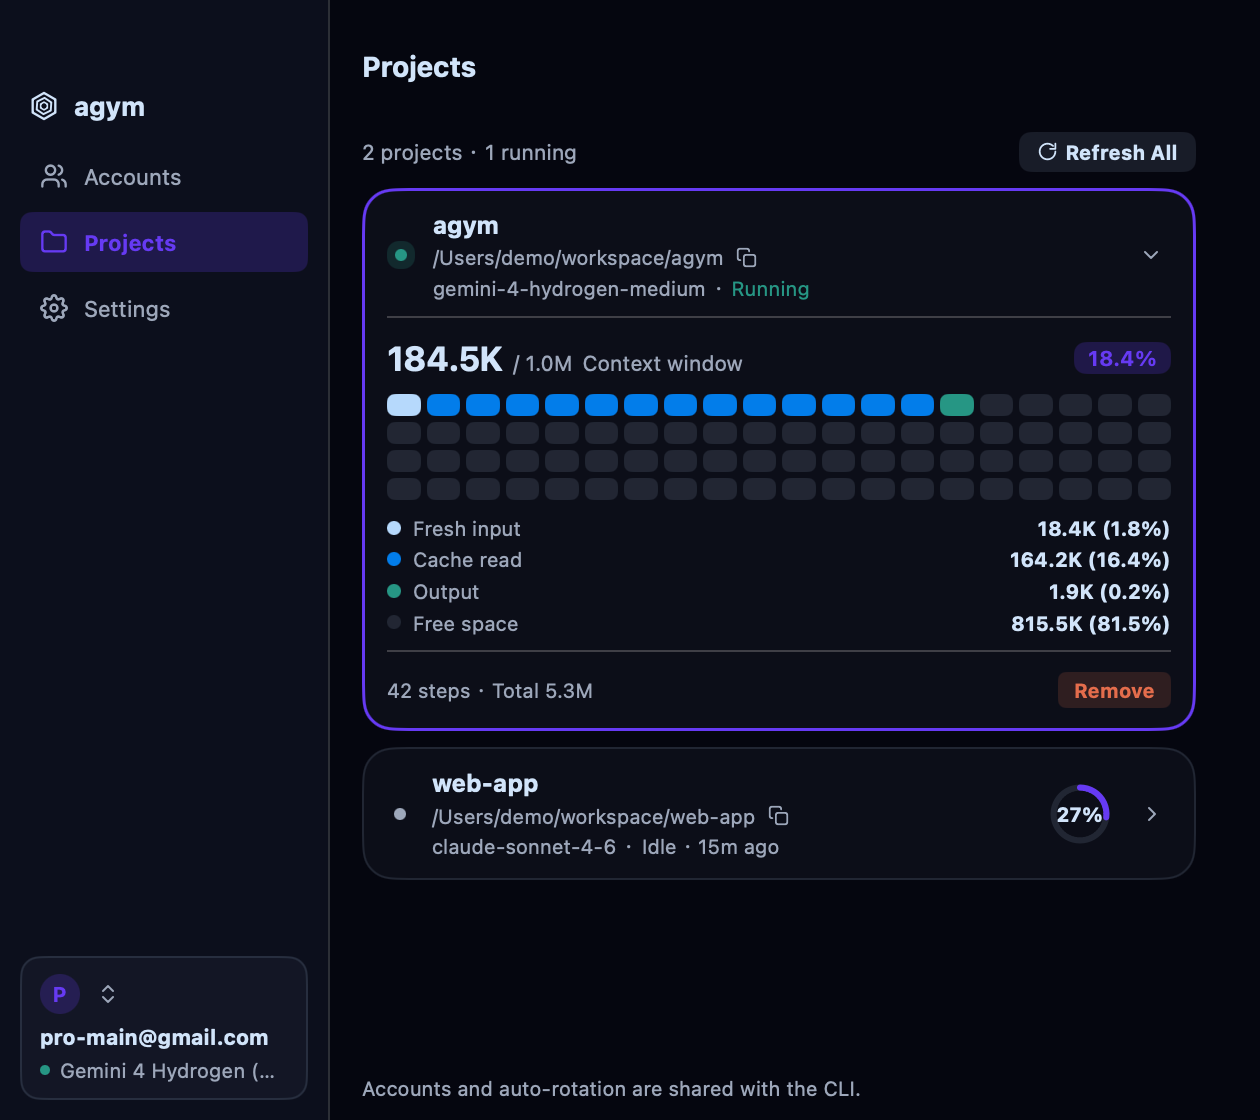 agym
Accounts
Projects
Settings
P
pro-main@gmail.com
Gemini 4 Hydrogen (...
Projects
2 projects · 1 running
Refresh All
agym
/Users/demo/workspace/agym
gemini-4-hydrogen-medium · Running
184.5K / 1.0M Context window
18.4%
Fresh input 18.4K (1.8%)
Cache read 164.2K (16.4%)
Output 1.9K (0.2%)
Free space 815.5K (81.5%)
42 steps · Total 5.3M
Remove
web-app
/Users/demo/workspace/web-app
claude-sonnet-4-6 · Idle · 15m ago
27%
Accounts and auto-rotation are shared with the CLI.